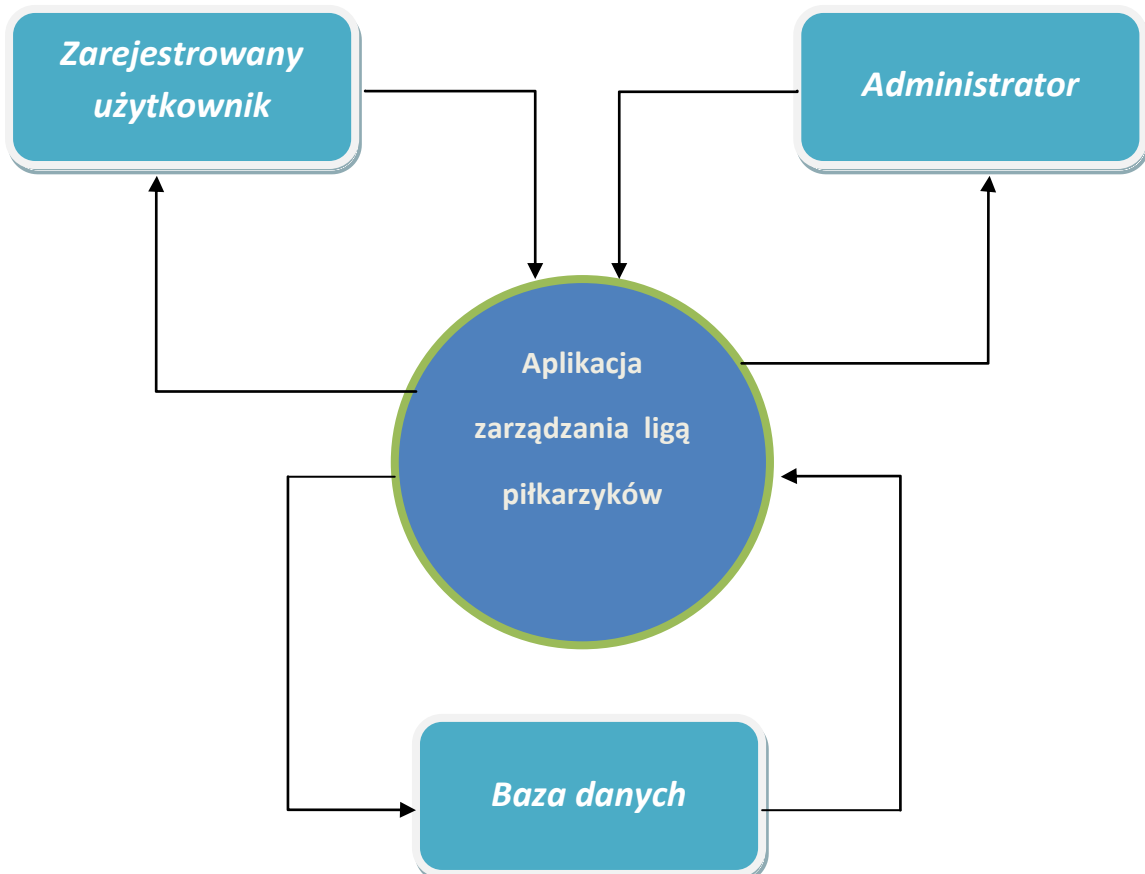 Zarejestrowany
użytkownik
Administrator
Aplikacja
zarządzania ligą
piłkarzyków
Baza danych